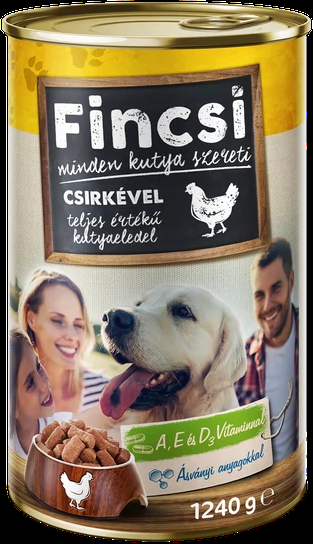 Fincsi
minden kutya szereti
CSIRKÉVEL
teljes értékű
kutyaeledel
A, E és D3 Vitaminnal
Ásványi anyagokkal
1240 g ℮